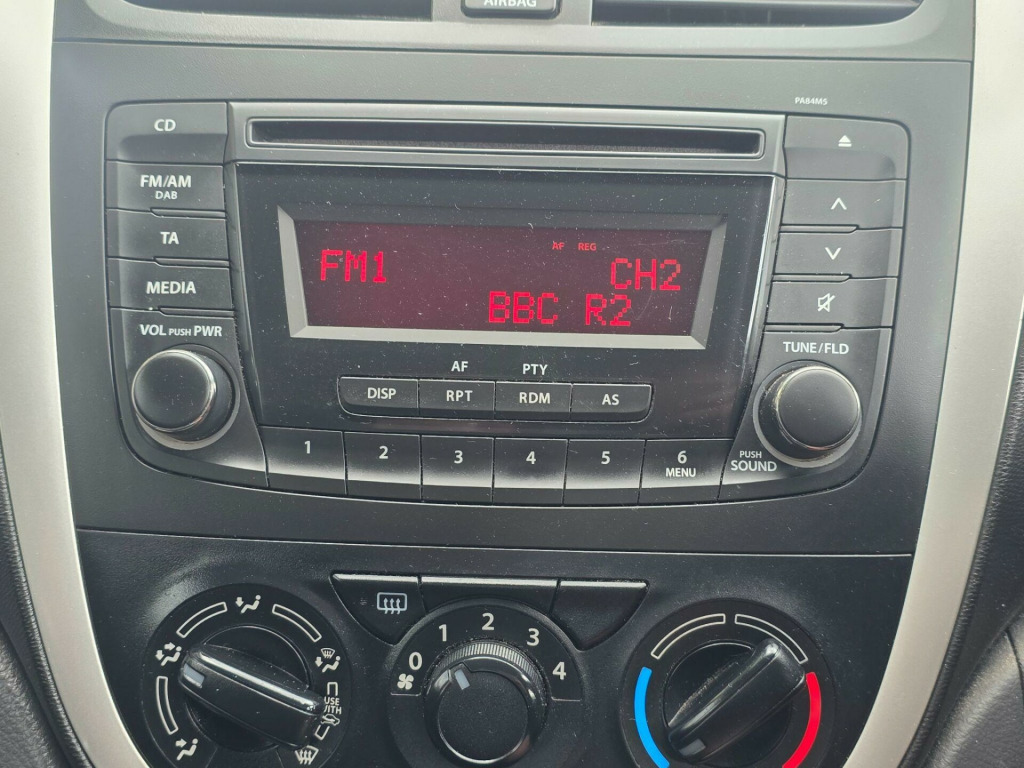 AIRBAG
PA84M5
CD
FM/AM
DAB
TA
MEDIA
VOL PUSH PWR
AF REG
FM1 CH2
BBC R2
AF PTY
DISP RPT RDM AS
TUNE/FLD
PUSH
SOUND
1 2 3 4 5 6
MENU
0 1 2 3 4
USE
WITH